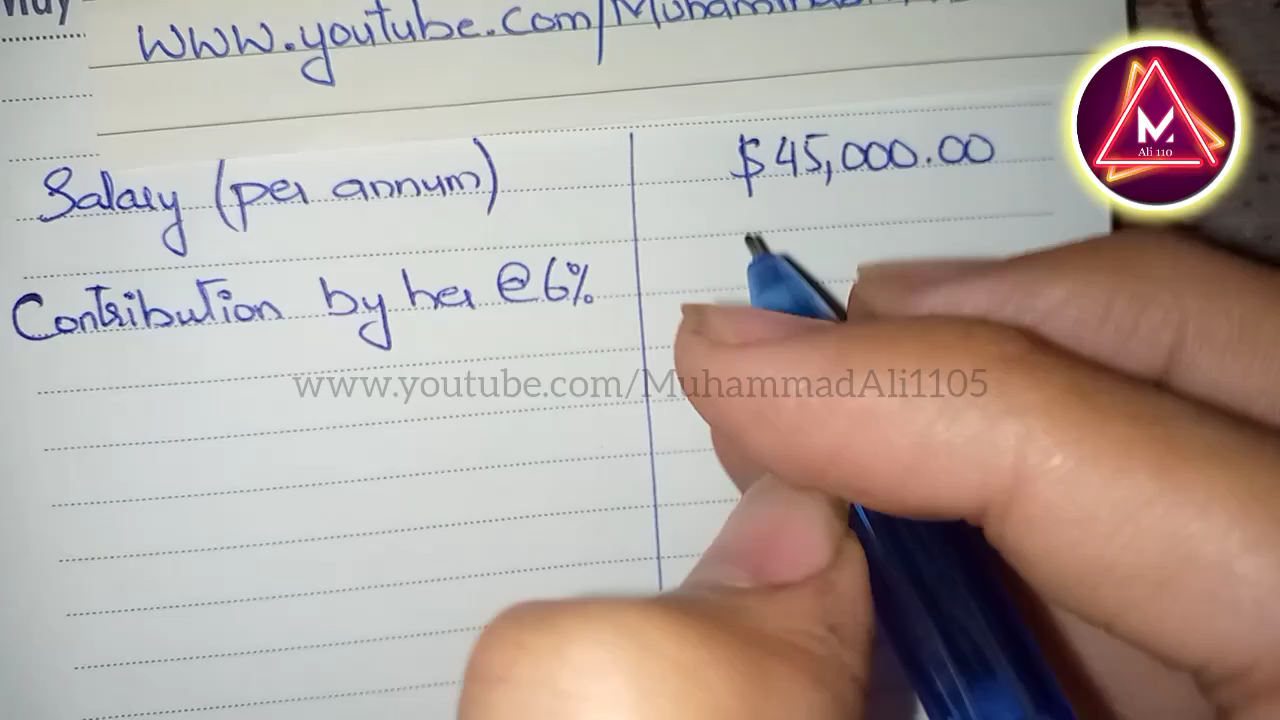 www.youtube.com/Muhammad
Salary (per annum)
$45,000.00
Contribution by her @6%
www.youtube.com/MuhammadAli1105
M
Ali 110